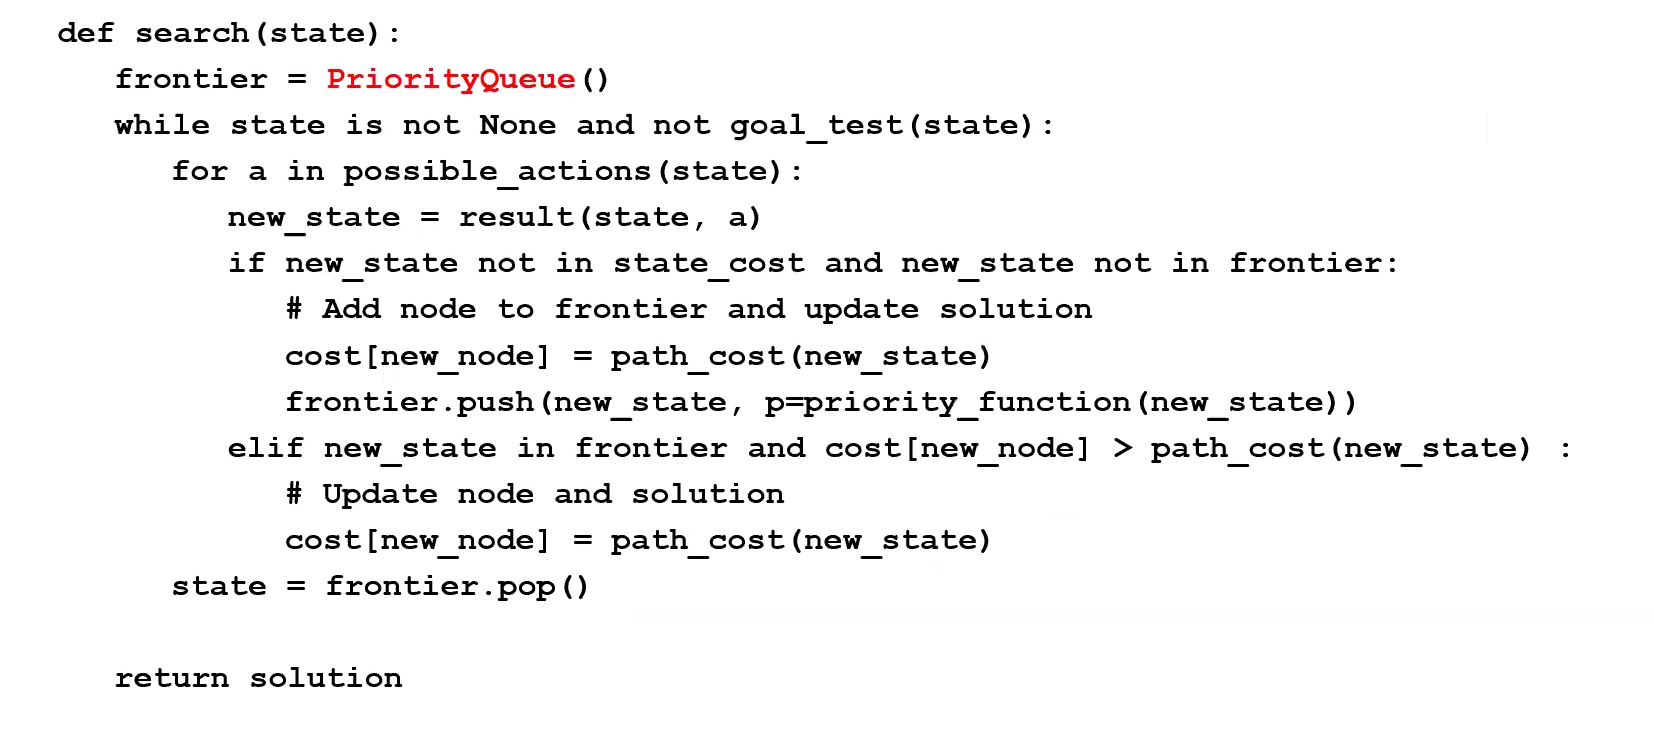 def search(state):
frontier = PriorityQueue()
while state is not None and not goal_test(state):
for a in possible_actions(state):
new_state = result(state, a)
if new_state not in state_cost and new_state not in frontier:
# Add node to frontier and update solution
cost[new_node] = path_cost(new_state)
frontier.push(new_state, p=priority_function(new_state))
elif new_state in frontier and cost[new_node] > path_cost(new_state) :
# Update node and solution
cost[new_node] = path_cost(new_state)
state = frontier.pop()
return solution